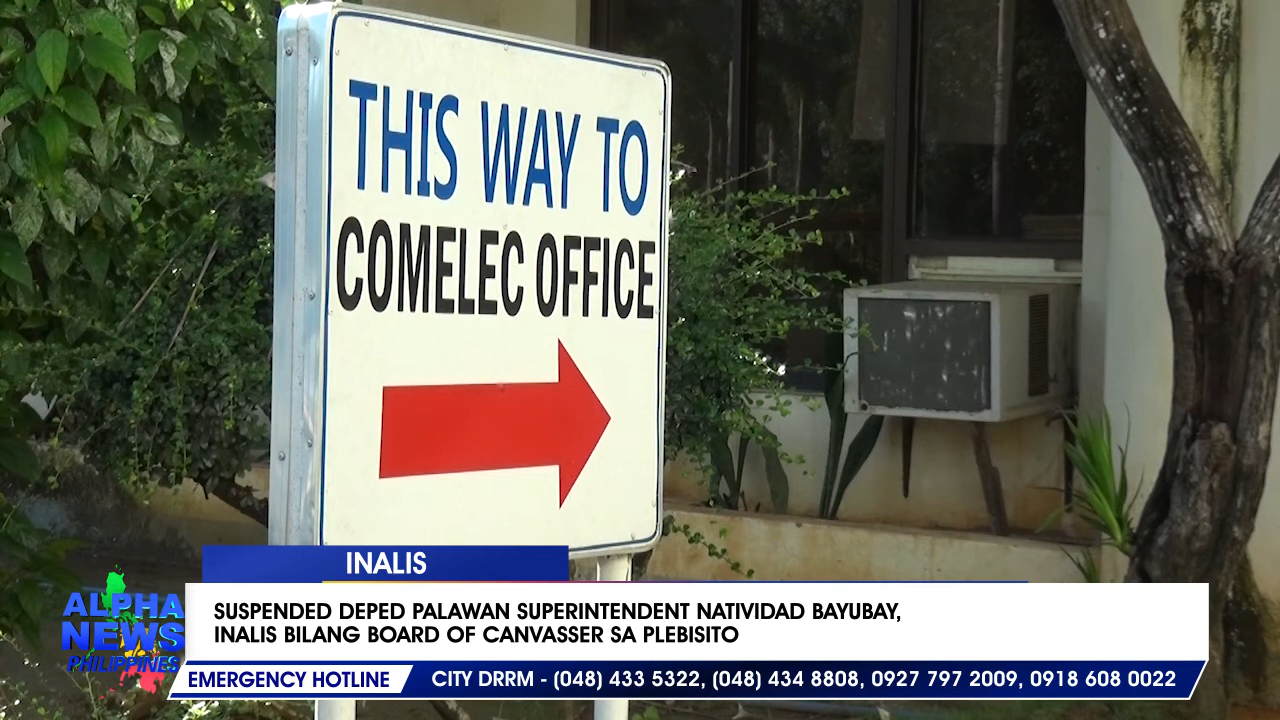 THIS WAY TO
COMELEC OFFICE
INALIS
SUSPENDED DEPED PALAWAN SUPERINTENDENT NATIVIDAD BAYUBAY,
INALIS BILANG BOARD OF CANVASSER SA PLEBISITO
ALPHA
NEWS
PHILIPPINES
EMERGENCY HOTLINE
CITY DRRM - (048) 433 5322, (048) 434 8808, 0927 797 2009, 0918 608 0022